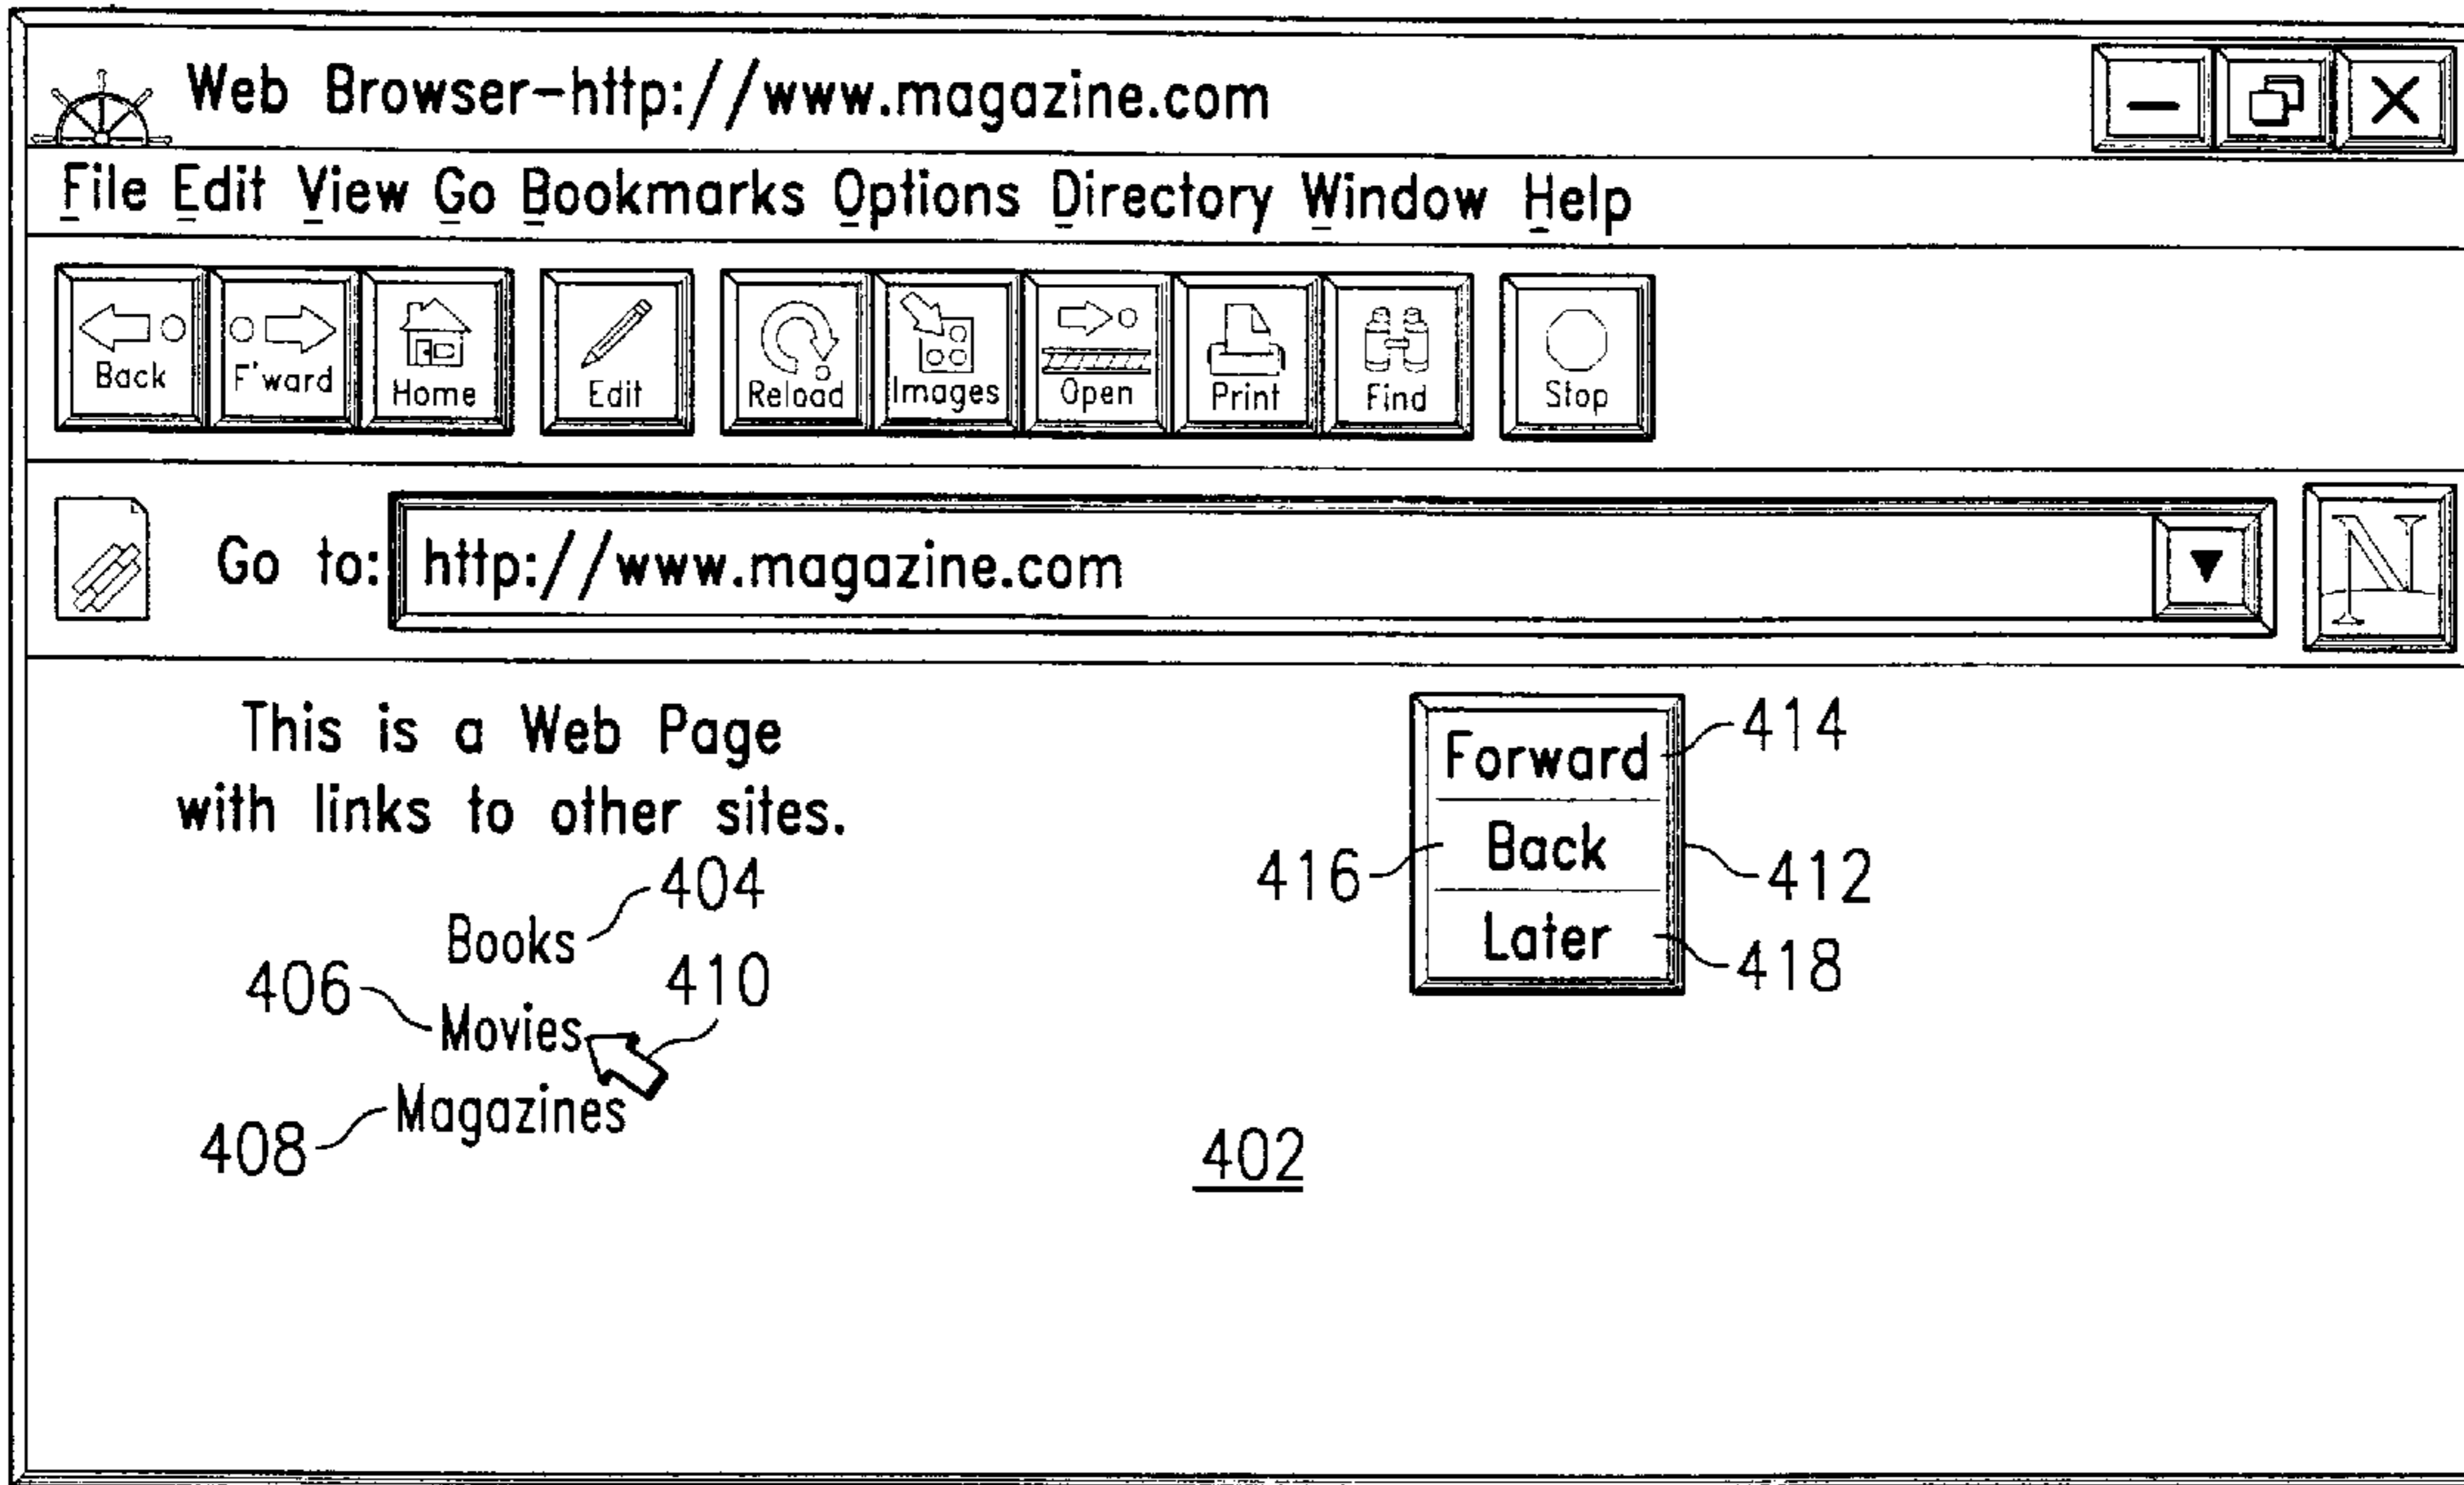 Web Browser-http://www.magazine.com
File Edit View Go Bookmarks Options Directory Window Help
Back F'ward Home Edit Reload Images Open Print Find Stop
Go to: http://www.magazine.com N
This is a Web Page
with links to other sites.
Books 404
406 Movies 410
Magazines
408
Forward 414
416 Back 412
Later 418
402